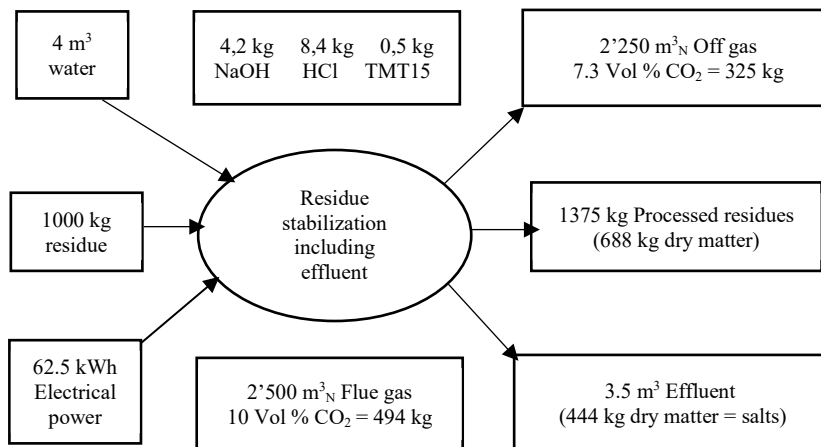 4 m³
water
4,2 kg 8,4 kg 0,5 kg
NaOH HCl TMT15
2’250 m³N Off gas
7.3 Vol % CO₂ = 325 kg
1000 kg
residue
Residue
stabilization
including
effluent
1375 kg Processed residues
(688 kg dry matter)
62.5 kWh
Electrical
power
2’500 m³N Flue gas
10 Vol % CO₂ = 494 kg
3.5 m³ Effluent
(444 kg dry matter = salts)